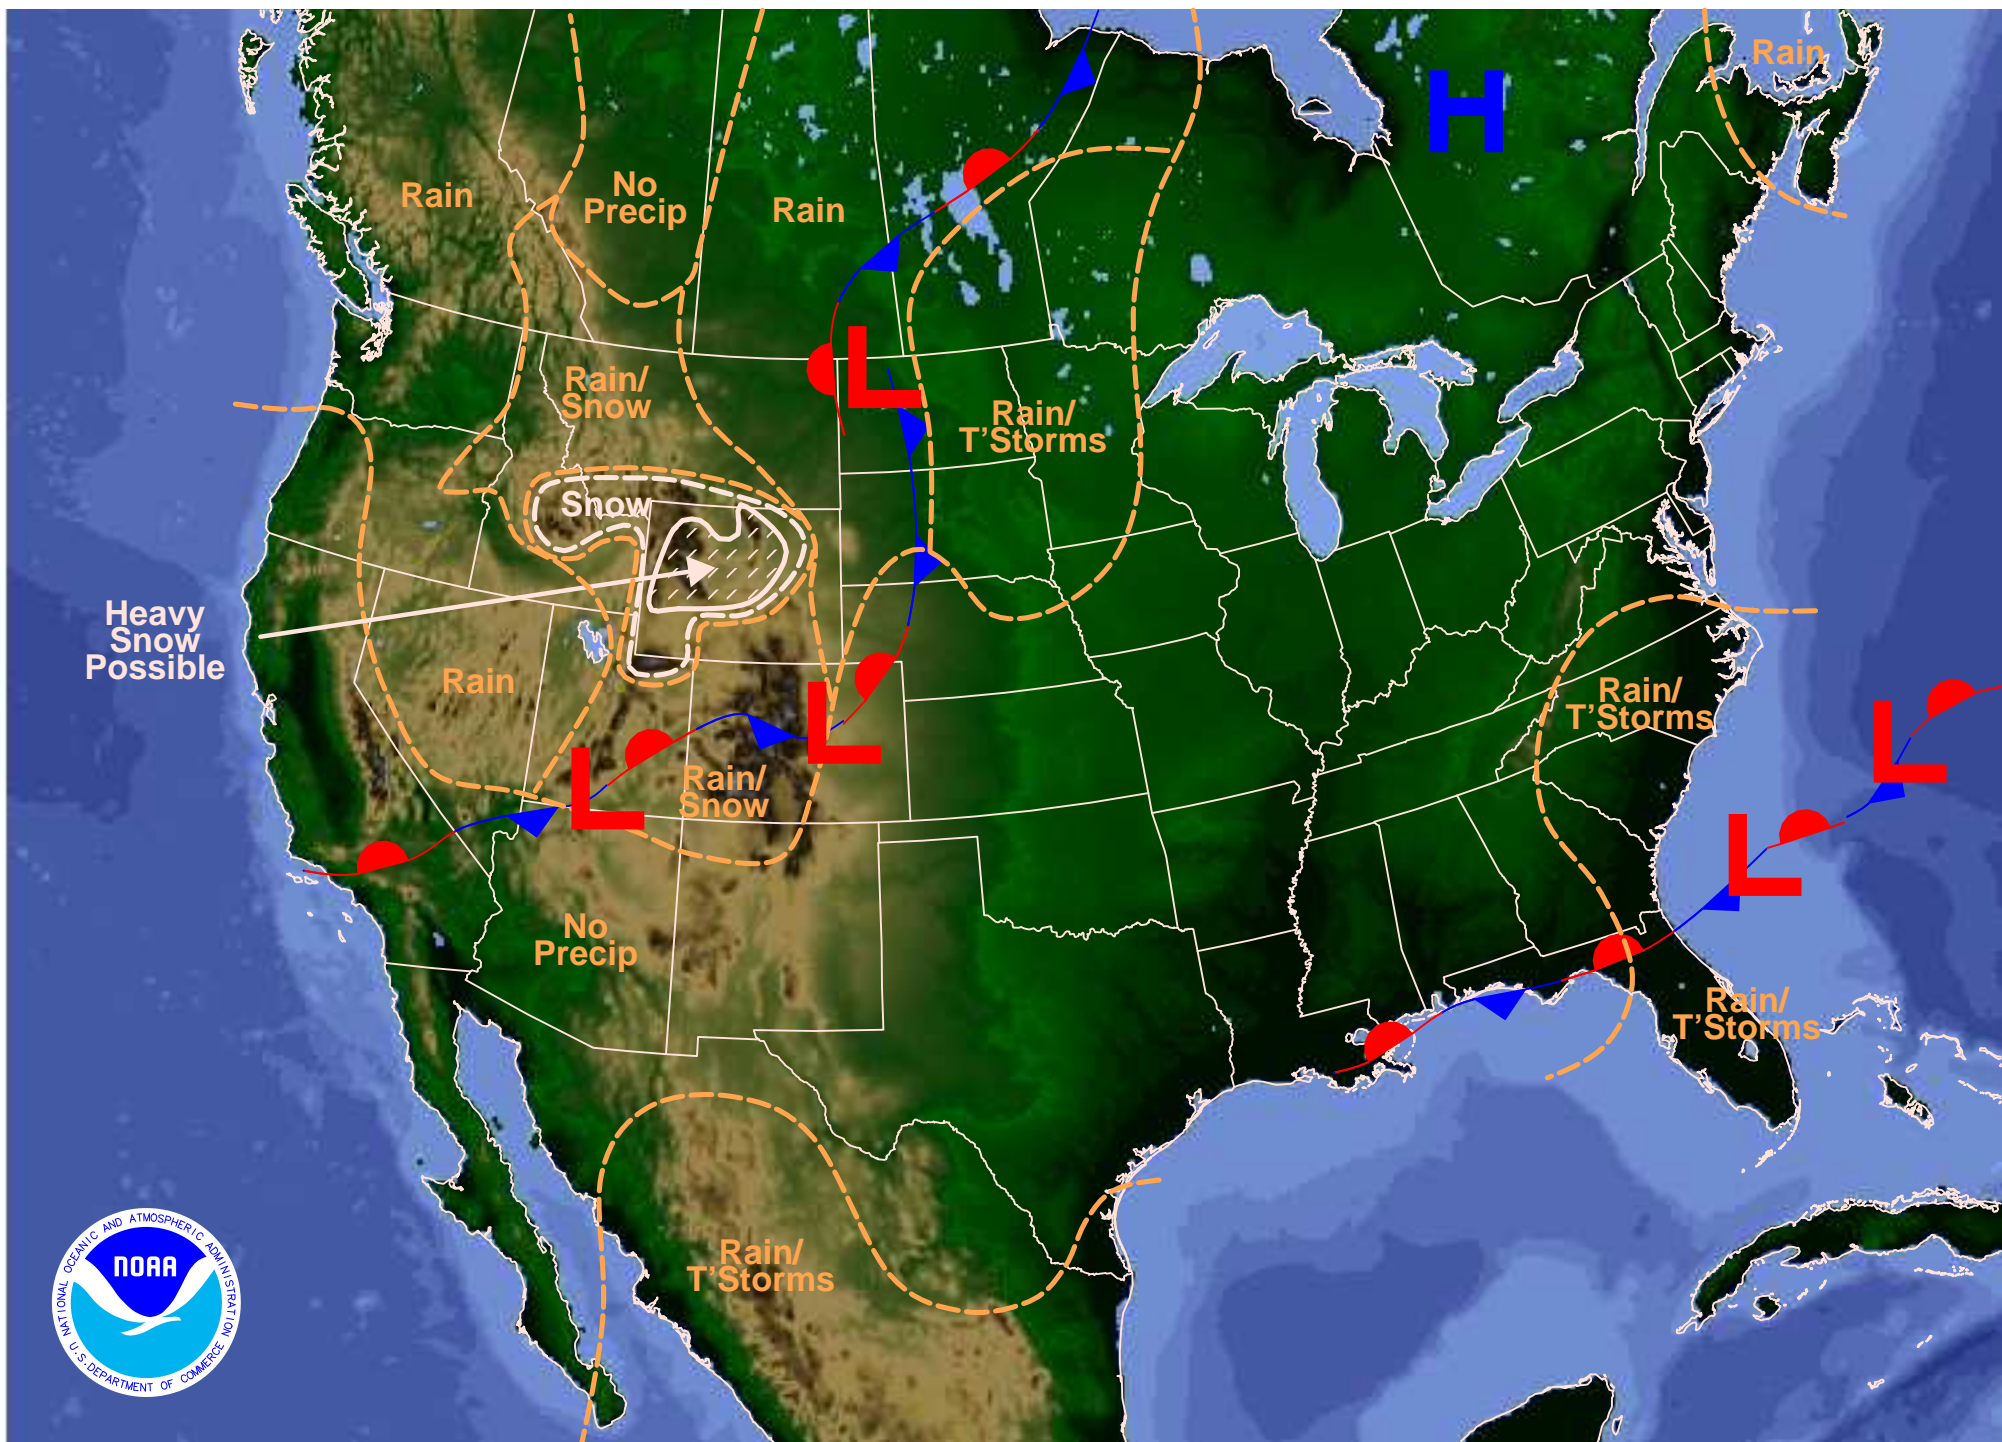 Rain
H
Rain
No
Precip
Rain
L
Rain/
Snow
Rain/
T'Storms
Snow
Heavy
Snow
Possible
Rain
L
Rain/
T'Storms
L
L
Rain/
Snow
L
No
Precip
Rain/
T'Storms
Rain/
T'Storms
NATIONAL OCEANIC AND ATMOSPHERIC ADMINISTRATION
NOAA
U.S. DEPARTMENT OF COMMERCE